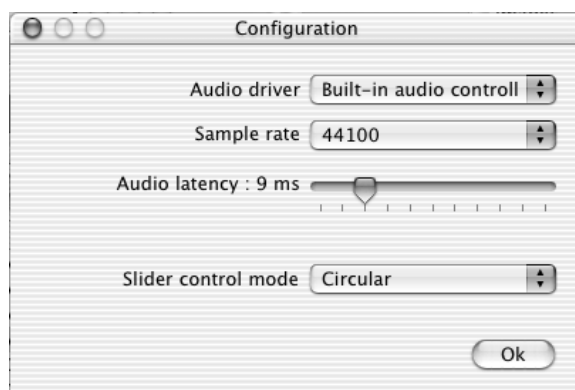 Configuration
Audio driver Built-in audio controll
Sample rate 44100
Audio latency : 9 ms
Slider control mode Circular
Ok